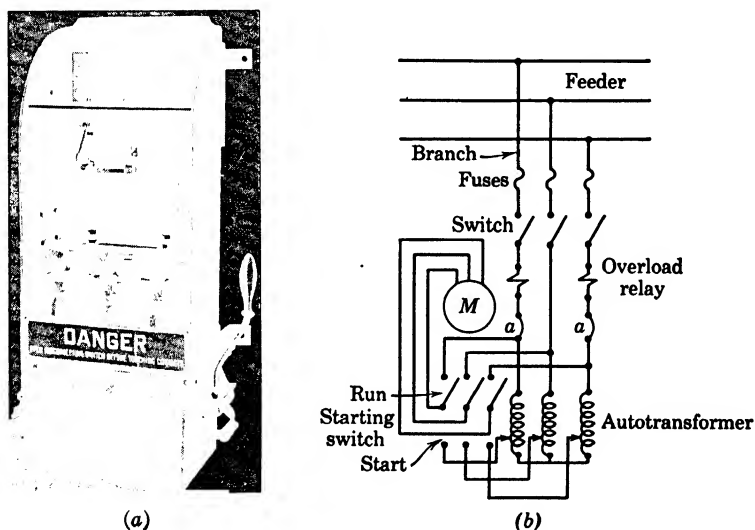 DANGER
(a)
Feeder
Branch
Fuses
Switch
Overload
relay
M
a
a
Run
Starting
switch
Start
Autotransformer
(b)